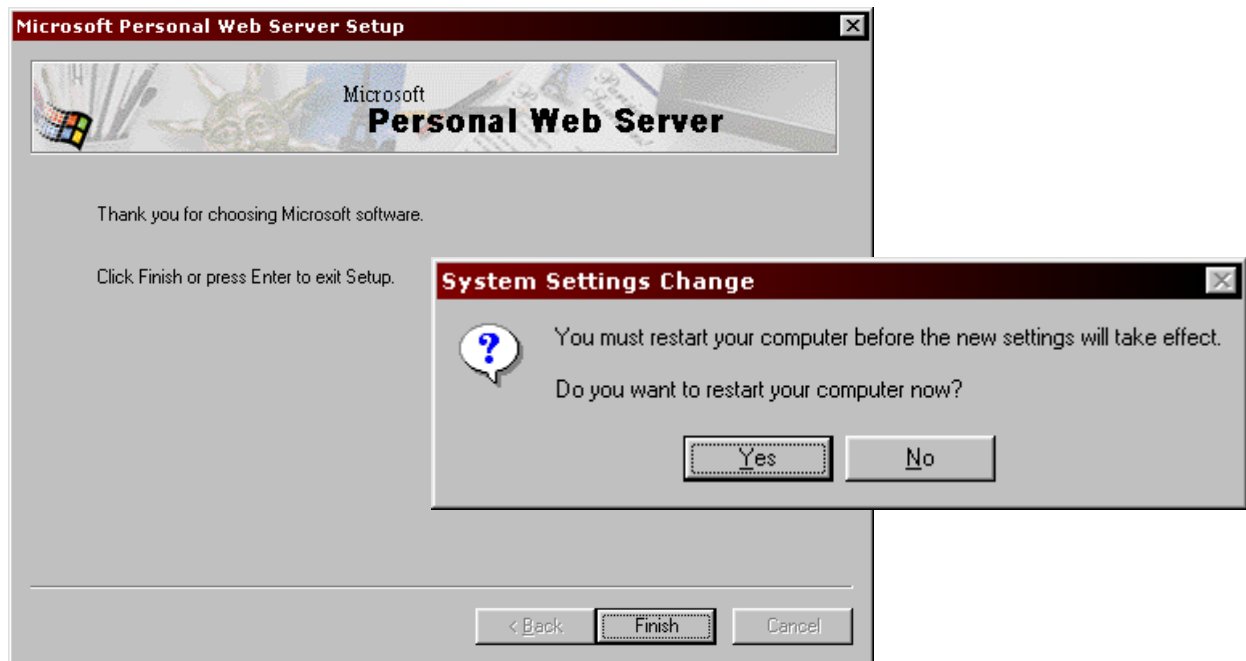 Microsoft Personal Web Server Setup
Microsoft
Personal Web Server
Thank you for choosing Microsoft software.
Click Finish or press Enter to exit Setup.
System Settings Change
?
You must restart your computer before the new settings will take effect.
Do you want to restart your computer now?
Yes No
< Back Finish Cancel